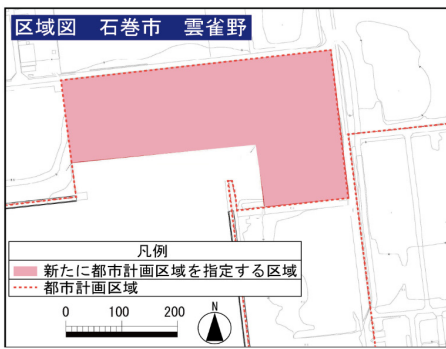 区域図 石巻市 雲雀野
凡例
新たに都市計画区域を指定する区域
都市計画区域
0 100 200
N